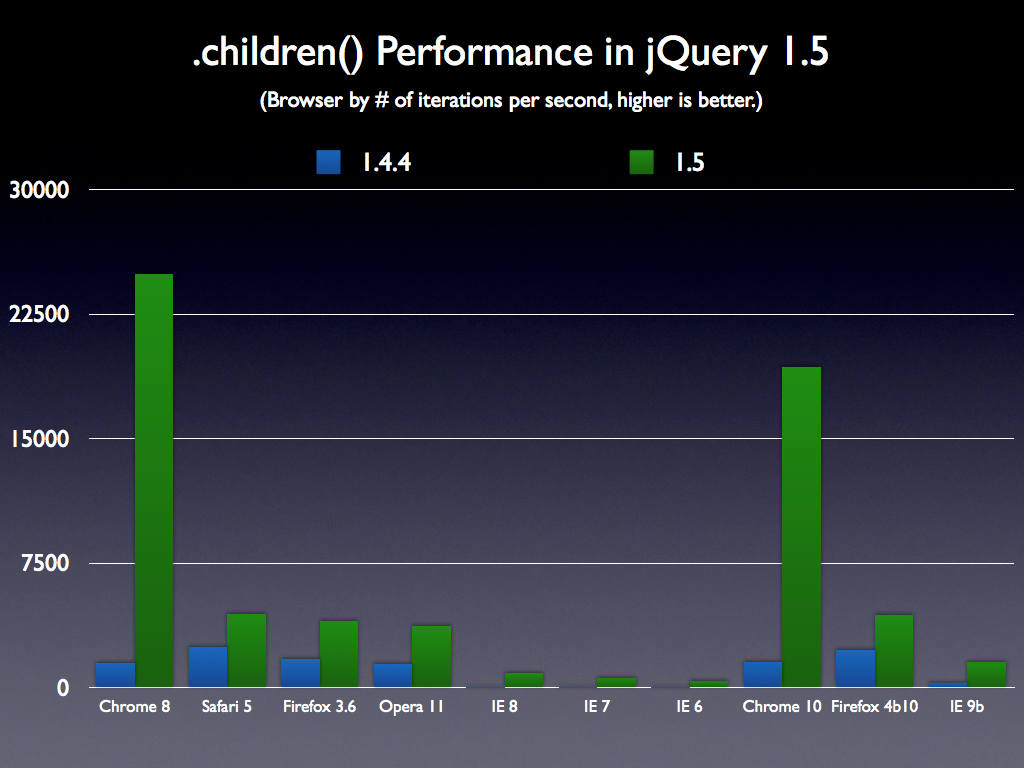 .children() Performance in jQuery 1.5
(Browser by # of iterations per second, higher is better.)
1.4.4 1.5
30000
22500
15000
7500
0
Chrome 8 Safari 5 Firefox 3.6 Opera 11 IE 8 IE 7 IE 6 Chrome 10 Firefox 4b10 IE 9b